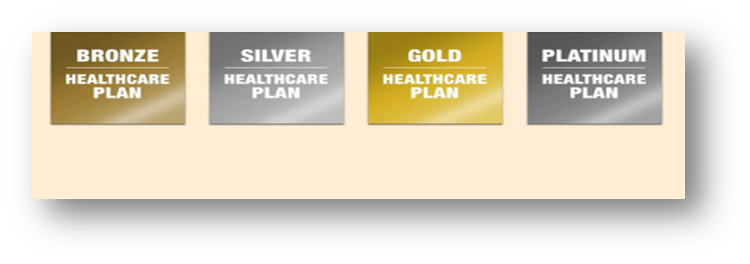 BRONZE
HEALTHCARE
PLAN
SILVER
HEALTHCARE
PLAN
GOLD
HEALTHCARE
PLAN
PLATINUM
HEALTHCARE
PLAN